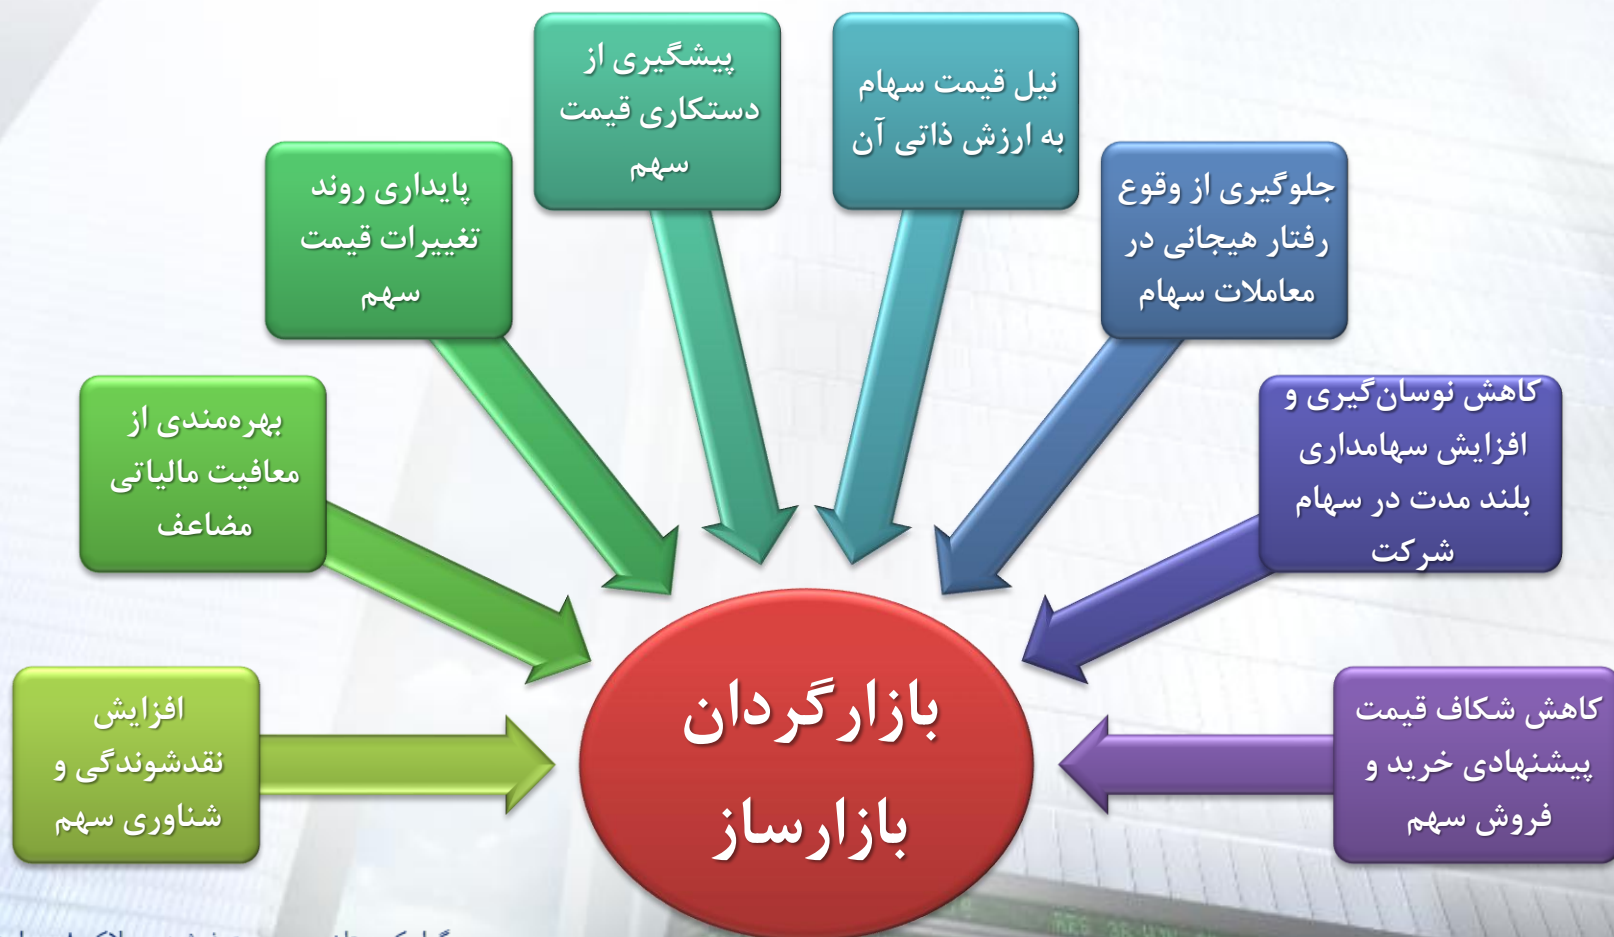 پیشگیری از
دستکاری قیمت
سهم
نیل قیمت سهام
به ارزش ذاتی آن
پایداری روند
تغییرات قیمت
سهم
جلوگیری از وقوع
رفتار هیجانی در
معاملات سهام
بهره‌مندی از
معافیت مالیاتی
مضاعف
کاهش نوسان‌گیری و
افزایش سهامداری
بلند مدت در سهام
شرکت
افزایش
نقدشوندگی و
شناوری سهم
کاهش شکاف قیمت
پیشنهادی خرید و
فروش سهم
بازارگردان
بازارساز